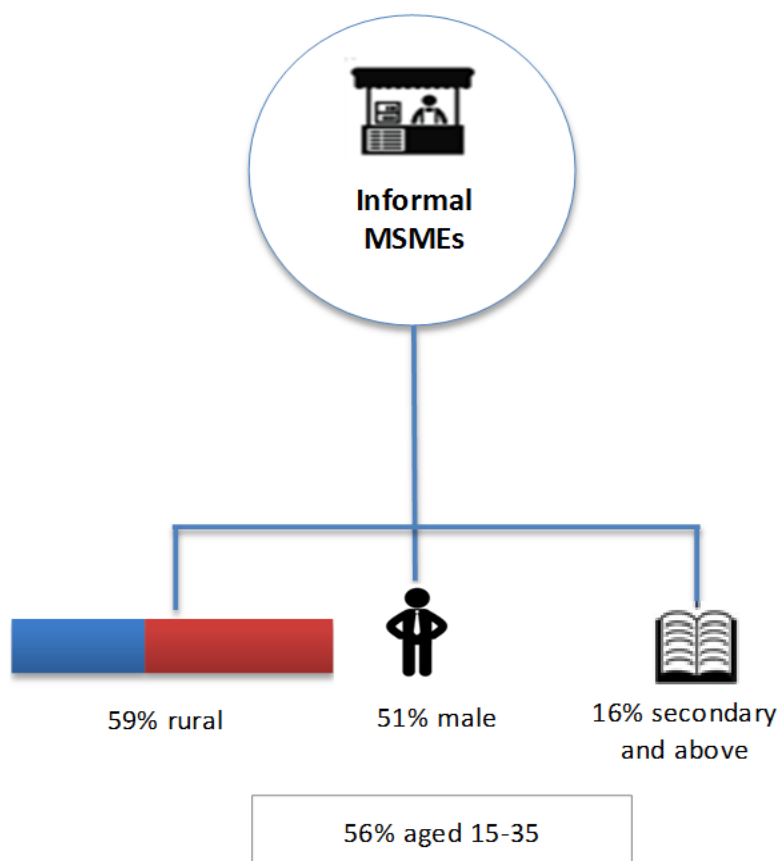 Informal
MSMEs
59% rural
51% male
16% secondary
and above
56% aged 15-35